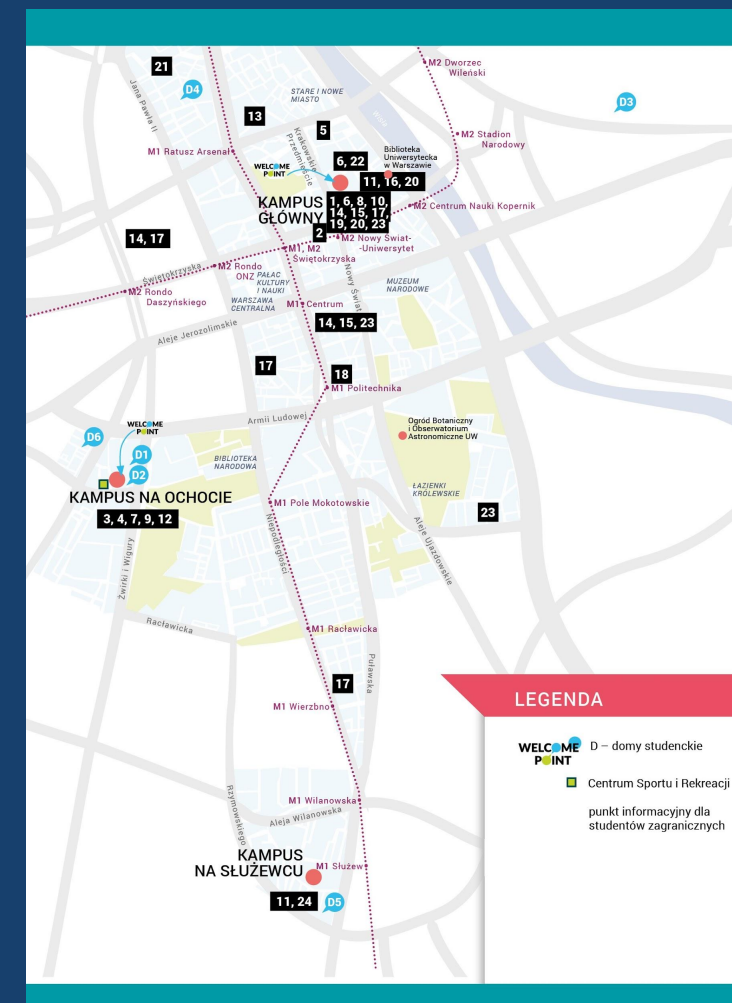 21
D4
Jana Pawła II
13
STARE I NOWE
MIASTO
M2 Dworzec
Wileński
D3
5
Krakowskie
Przedmieście
M1 Ratusz Arsenał
M2 Stadion
Narodowy
Biblioteka
Uniwersytecka
w Warszawie
6, 22
WELCOME
POINT
11, 16, 20
KAMPUS
GŁÓWNY
1, 6, 8, 10,
14, 15, 17,
19, 20, 23
M2 Centrum Nauki Kopernik
2
M2 Nowy Świat-
-Uniwersytet
14, 17
M1, M2
Świętokrzyska
Świętokrzyska
M2 Rondo
ONZ
PAŁAC
KULTURY
I NAUKI
Nowy Świat
MUZEUM
NARODOWE
M2 Rondo
Daszyńskiego
WARSZAWA
CENTRALNA
M1 Centrum
14, 15, 23
Aleje Jerozolimskie
17
18
M1 Politechnika
Armii Ludowej
WELCOME
POINT
D6
D1
D2
BIBLIOTEKA
NARODOWA
Ogród Botaniczny
i Obserwatorium
Astronomiczne UW
ŁAZIENKI
KRÓLEWSKIE
KAMPUS NA OCHOCIE
3, 4, 7, 9, 12
M1 Pole Mokotowskie
Niepodległości
23
Aleje Ujazdowskie
Żwirki i Wigury
Racławicka
M1 Racławicka
Puławska
17
M1 Wierzbno
M1 Wilanowska
Aleja Wilanowska
Rzymowskiego
KAMPUS
NA SŁUŻEWCU
M1 Służew
11, 24
D5
LEGENDA
WELCOME
POINT
D – domy studenckie
Centrum Sportu i Rekreacji
punkt informacyjny dla
studentów zagranicznych